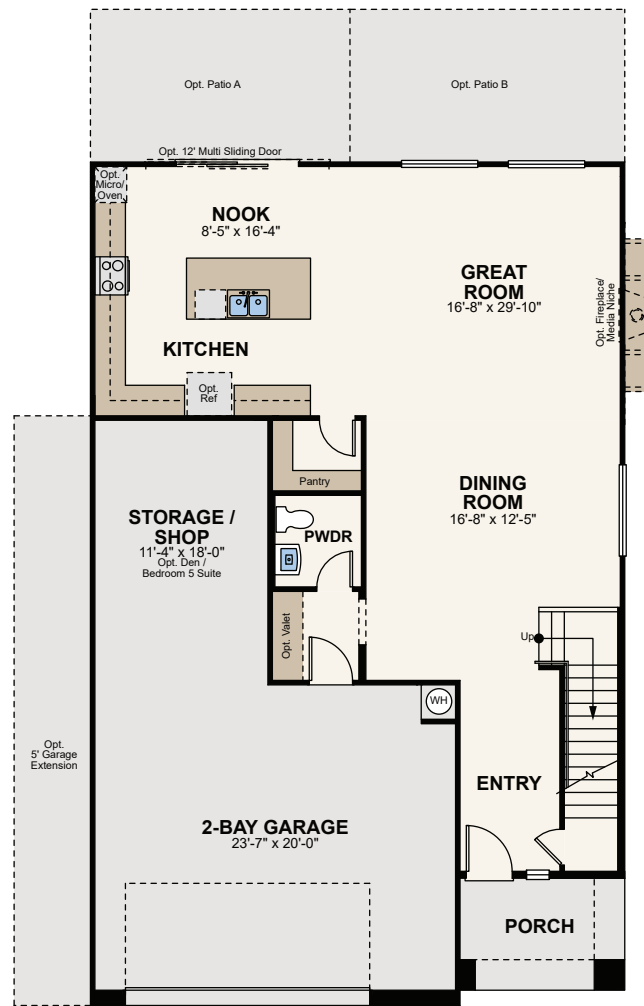 Opt. Patio A
Opt. Patio B
Opt. 12' Multi Sliding Door
Opt.
Micro/
Oven
NOOK
8'-5" x 16'-4"
GREAT
ROOM
16'-8" x 29'-10"
Opt. Fireplace/
Media Niche
KITCHEN
Opt.
Ref
Pantry
DINING
ROOM
16'-8" x 12'-5"
STORAGE /
SHOP
11'-4" x 18'-0"
Opt. Den /
Bedroom 5 Suite
PWDR
Opt. Valet
Up
WH
Opt.
5' Garage
Extension
ENTRY
2-BAY GARAGE
23'-7" x 20'-0"
PORCH